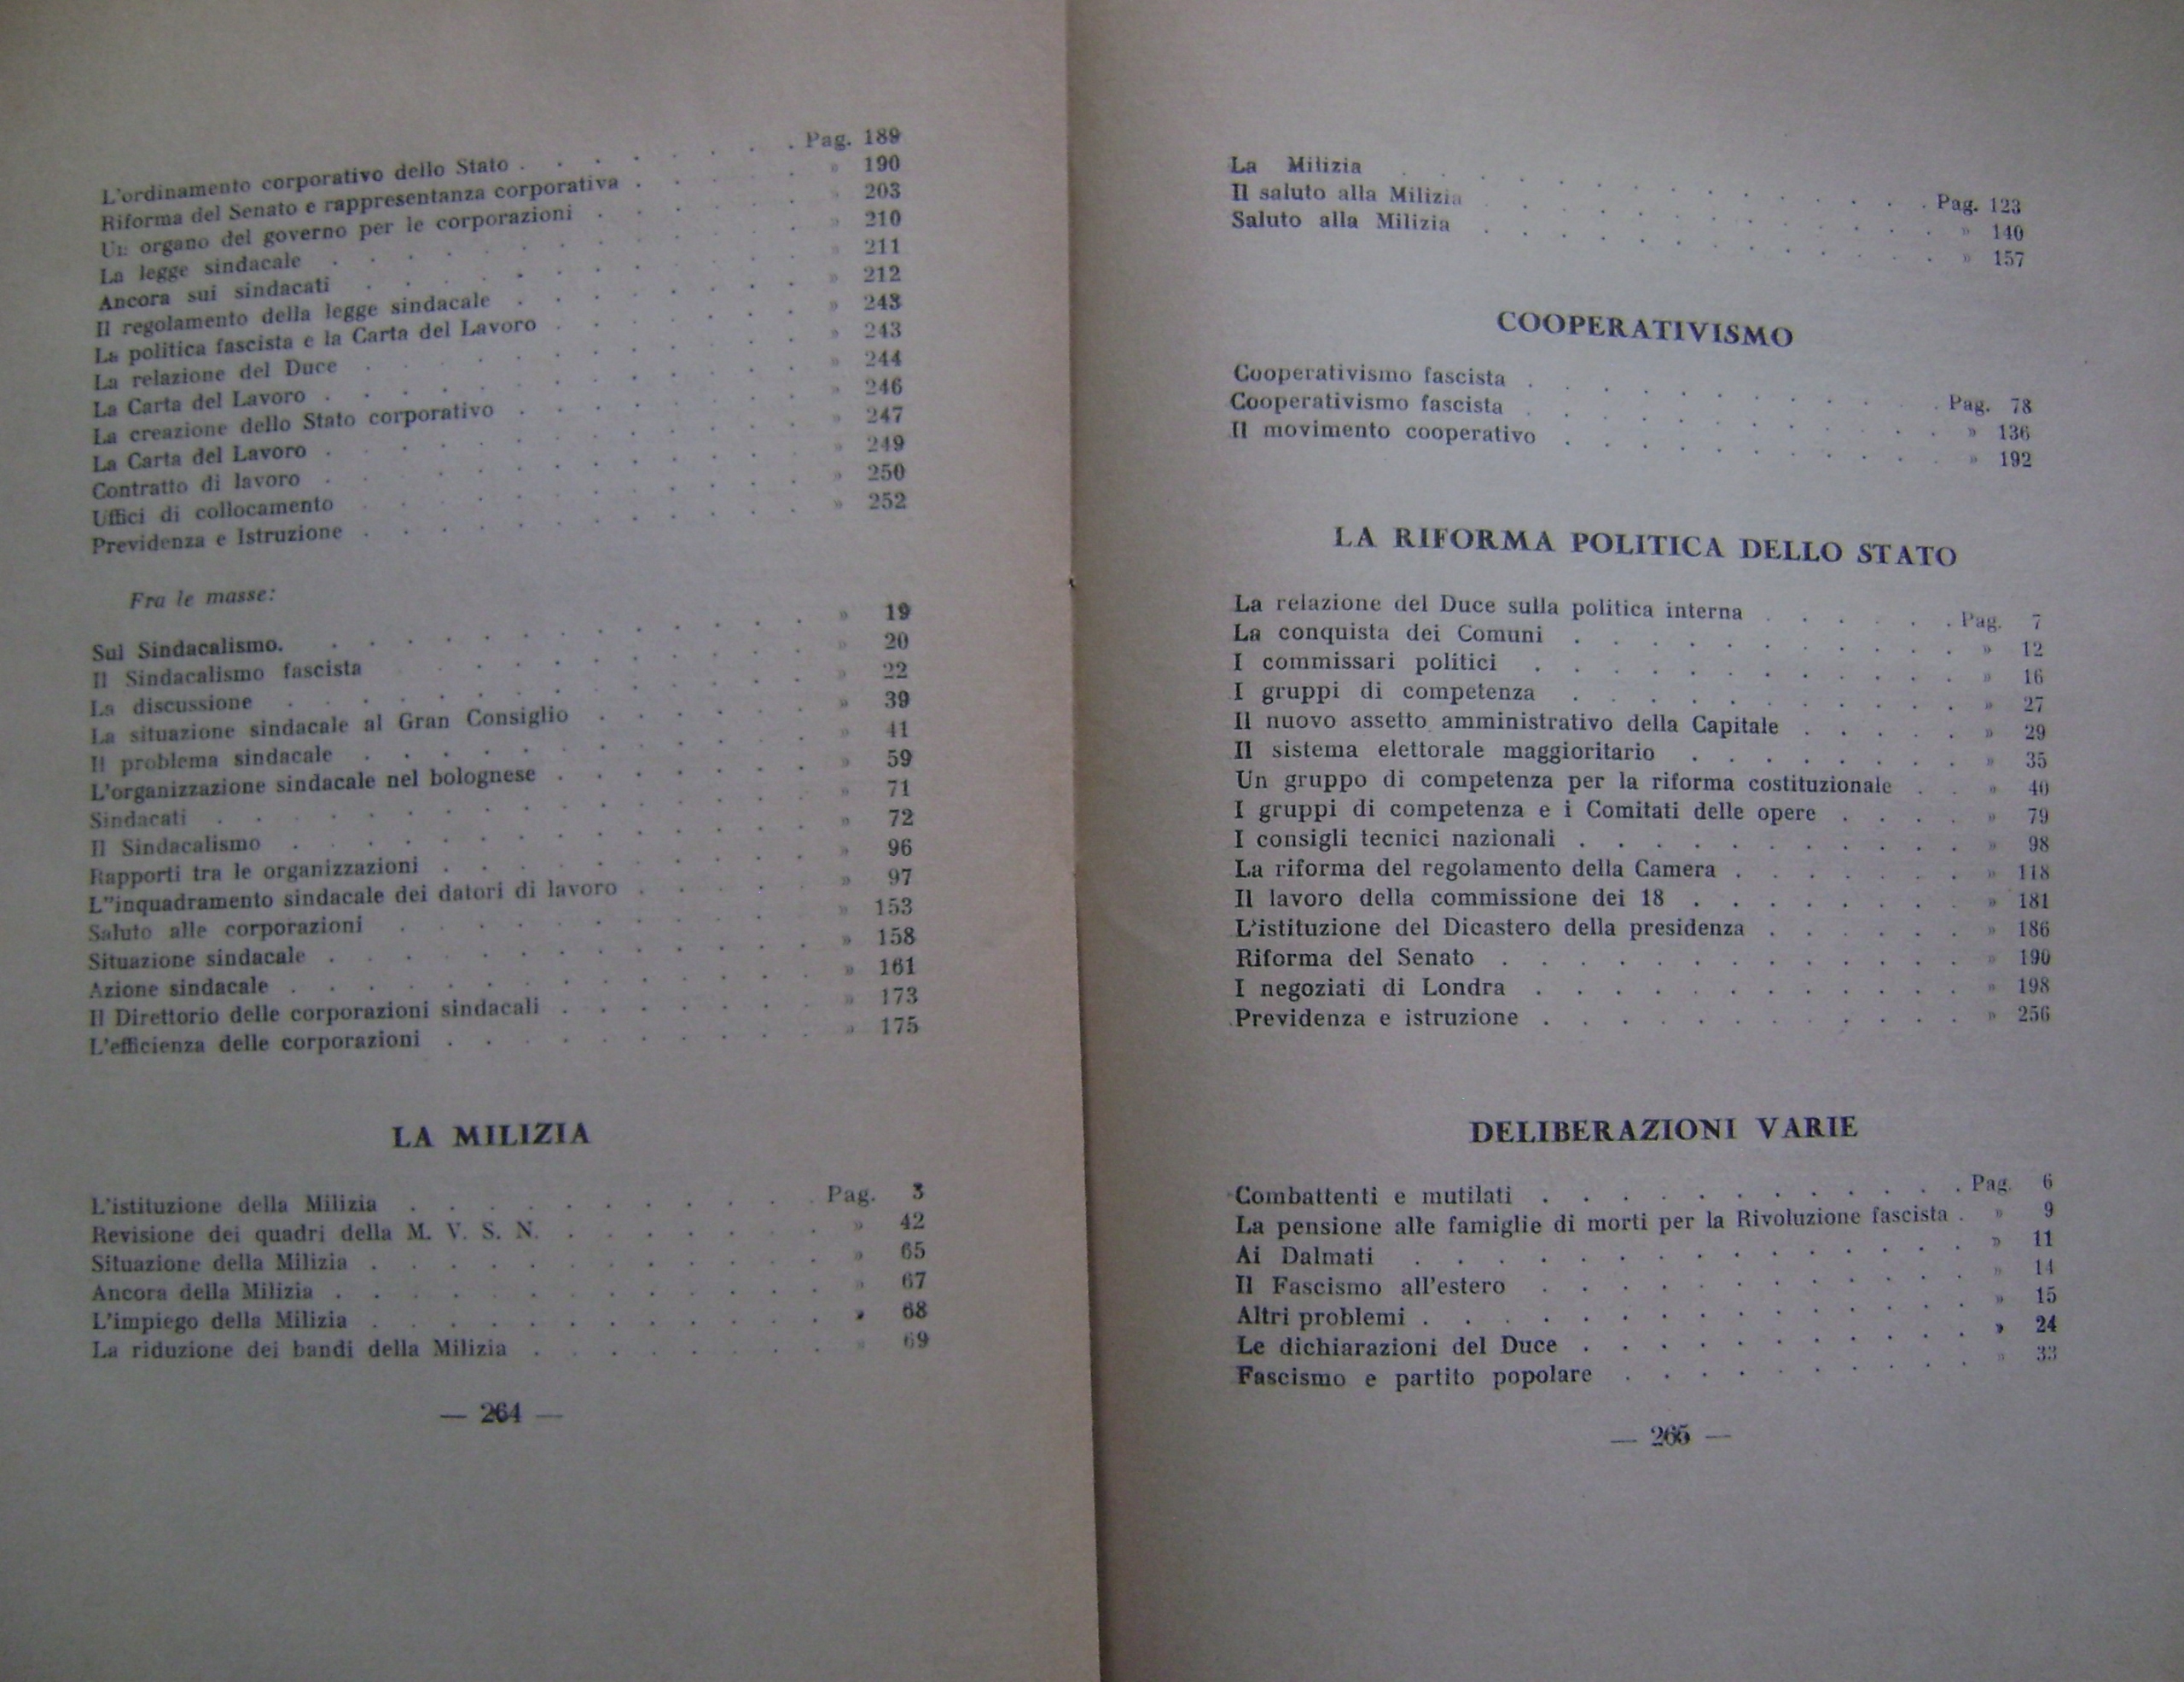 L'ordinamento corporativo dello Stato . . . . . . . Pag. 189
Riforma del Senato e rappresentanza corporativa . . . . . » 190
Un organo del governo per le corporazioni . . . . . » 203
La legge sindacale . . . . . . . . . » 210
Ancora sui sindacati . . . . . . . . . » 211
Il regolamento della legge sindacale . . . . . . . » 212
La politica fascista e la Carta del Lavoro . . . . . . » 243
La relazione del Duce . . . . . . . . . » 243
La Carta del Lavoro . . . . . . . . . . » 244
La creazione dello Stato corporativo . . . . . . . » 246
La Carta del Lavoro . . . . . . . . . . » 247
Contratto di lavoro . . . . . . . . . . » 249
Uffici di collocamento . . . . . . . . . » 250
Previdenza e Istruzione . . . . . . . . . » 252
Fra le masse:
Sul Sindacalismo. . . . . . . . . . . » 19
Il Sindacalismo fascista . . . . . . . . . » 20
La discussione . . . . . . . . . . . » 22
La situazione sindacale al Gran Consiglio . . . . . . » 39
Il problema sindacale . . . . . . . . . » 41
L'organizzazione sindacale nel bolognese . . . . . . . » 59
Sindacati . . . . . . . . . . . . » 71
Il Sindacalismo . . . . . . . . . . . » 72
Rapporti tra le organizzazioni . . . . . . . . » 96
L"inquadramento sindacale dei datori di lavoro . . . . . » 97
Saluto alle corporazioni . . . . . . . . . » 153
Situazione sindacale . . . . . . . . . . » 158
Azione sindacale . . . . . . . . . . . » 161
Il Direttorio delle corporazioni sindacali . . . . . . . » 173
L'efficienza delle corporazioni . . . . . . . . . » 175
LA MILIZIA
L'istituzione della Milizia . . . . . . . . . Pag. 3
Revisione dei quadri della M. V. S. N. . . . . . . . » 42
Situazione della Milizia . . . . . . . . . . » 65
Ancora della Milizia . . . . . . . . . . » 67
L'impiego della Milizia . . . . . . . . . . » 68
La riduzione dei bandi della Milizia . . . . . . . » 69
— 264 —
La Milizia . . . . . . . . . . . Pag. 123
Il saluto alla Milizia . . . . . . . . . . » 140
Saluto alla Milizia . . . . . . . . . . » 157
COOPERATIVISMO
Cooperativismo fascista . . . . . . . . . Pag. 78
Cooperativismo fascista . . . . . . . . . » 136
Il movimento cooperativo . . . . . . . . . » 192
LA RIFORMA POLITICA DELLO STATO
La relazione del Duce sulla politica interna . . . . . . Pag. 7
La conquista dei Comuni . . . . . . . . . » 12
I commissari politici . . . . . . . . . . » 16
I gruppi di competenza . . . . . . . . . » 27
Il nuovo assetto amministrativo della Capitale . . . . . » 29
Il sistema elettorale maggioritario . . . . . . . » 35
Un gruppo di competenza per la riforma costituzionale . . » 40
I gruppi di competenza e i Comitati delle opere . . . . » 79
I consigli tecnici nazionali . . . . . . . . . » 98
La riforma del regolamento della Camera . . . . . . » 118
Il lavoro della commissione dei 18 . . . . . . . » 181
L'istituzione del Dicastero della presidenza . . . . . . » 186
Riforma del Senato . . . . . . . . . . . » 190
I negoziati di Londra . . . . . . . . . . » 198
Previdenza e istruzione . . . . . . . . . . » 256
DELIBERAZIONI VARIE
Combattenti e mutilati . . . . . . . . . . Pag. 6
La pensione alle famiglie di morti per la Rivoluzione fascista . » 9
Ai Dalmati . . . . . . . . . . . . » 11
Il Fascismo all'estero . . . . . . . . . . » 14
Altri problemi . . . . . . . . . . . . » 15
Le dichiarazioni del Duce . . . . . . . . . » 24
Fascismo e partito popolare . . . . . . . . » 33
— 265 —